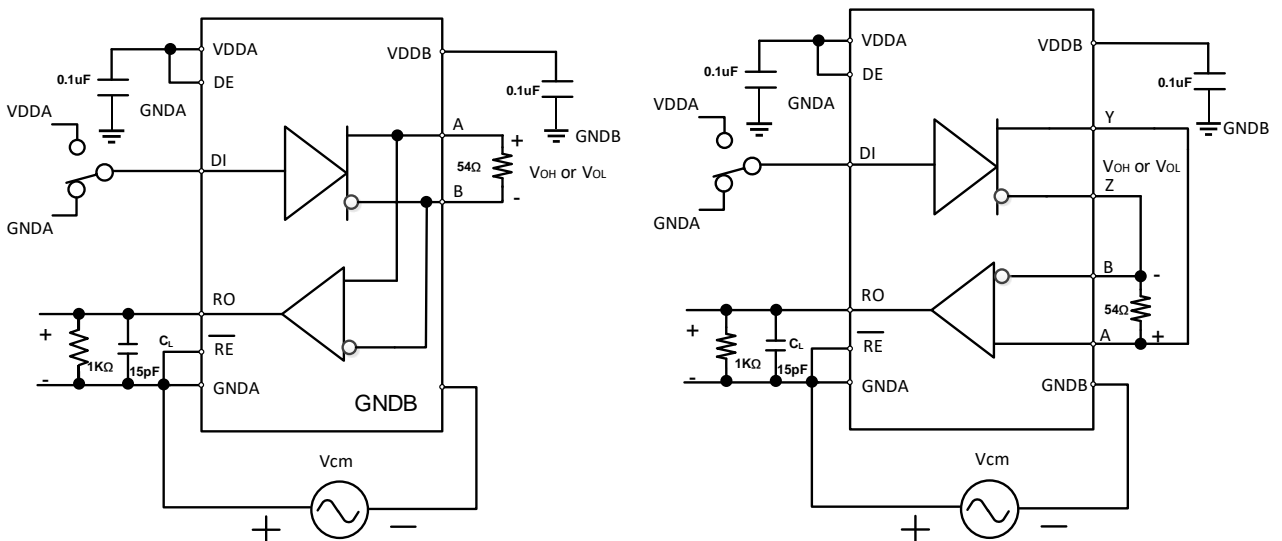 VDDA
VDDB
DE
0.1uF
GNDA
0.1uF
GNDB
VDDA
GNDA
DI
A
+
54Ω
VOH or VOL
B
-
RO
RE
GNDA
+
-
1KΩ
CL
15pF
GNDB
Vcm
+
—
VDDA
VDDB
DE
0.1uF
GNDA
0.1uF
GNDB
VDDA
GNDA
DI
Y
VOH or VOL
Z
B
-
54Ω
A
+
RO
RE
GNDA
+
-
1KΩ
CL
15pF
GNDB
Vcm
+
—